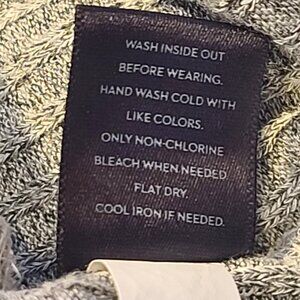 WASH INSIDE OUT
BEFORE WEARING.
HAND WASH COLD WITH
LIKE COLORS.
ONLY NON-CHLORINE
BLEACH WHEN NEEDED
FLAT DRY.
COOL IRON IF NEEDED.